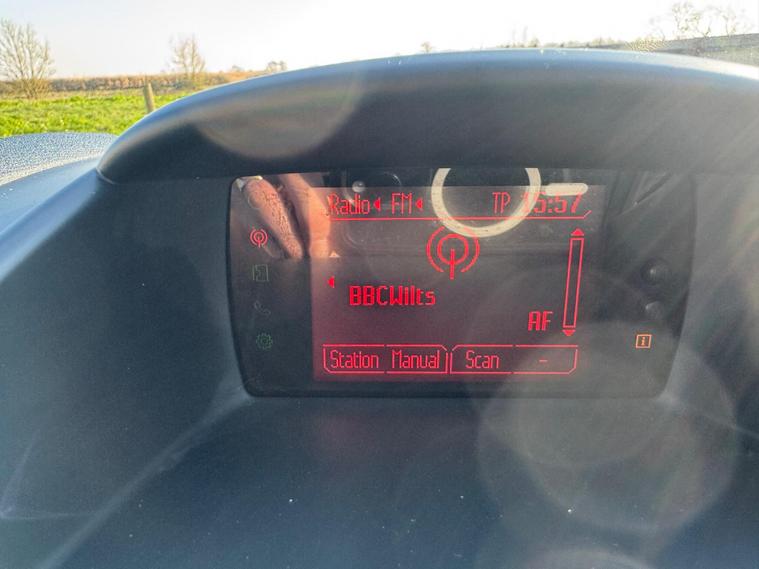 Radio FM TP 15:57
BBCWilts
AF
Station Manual Scan -